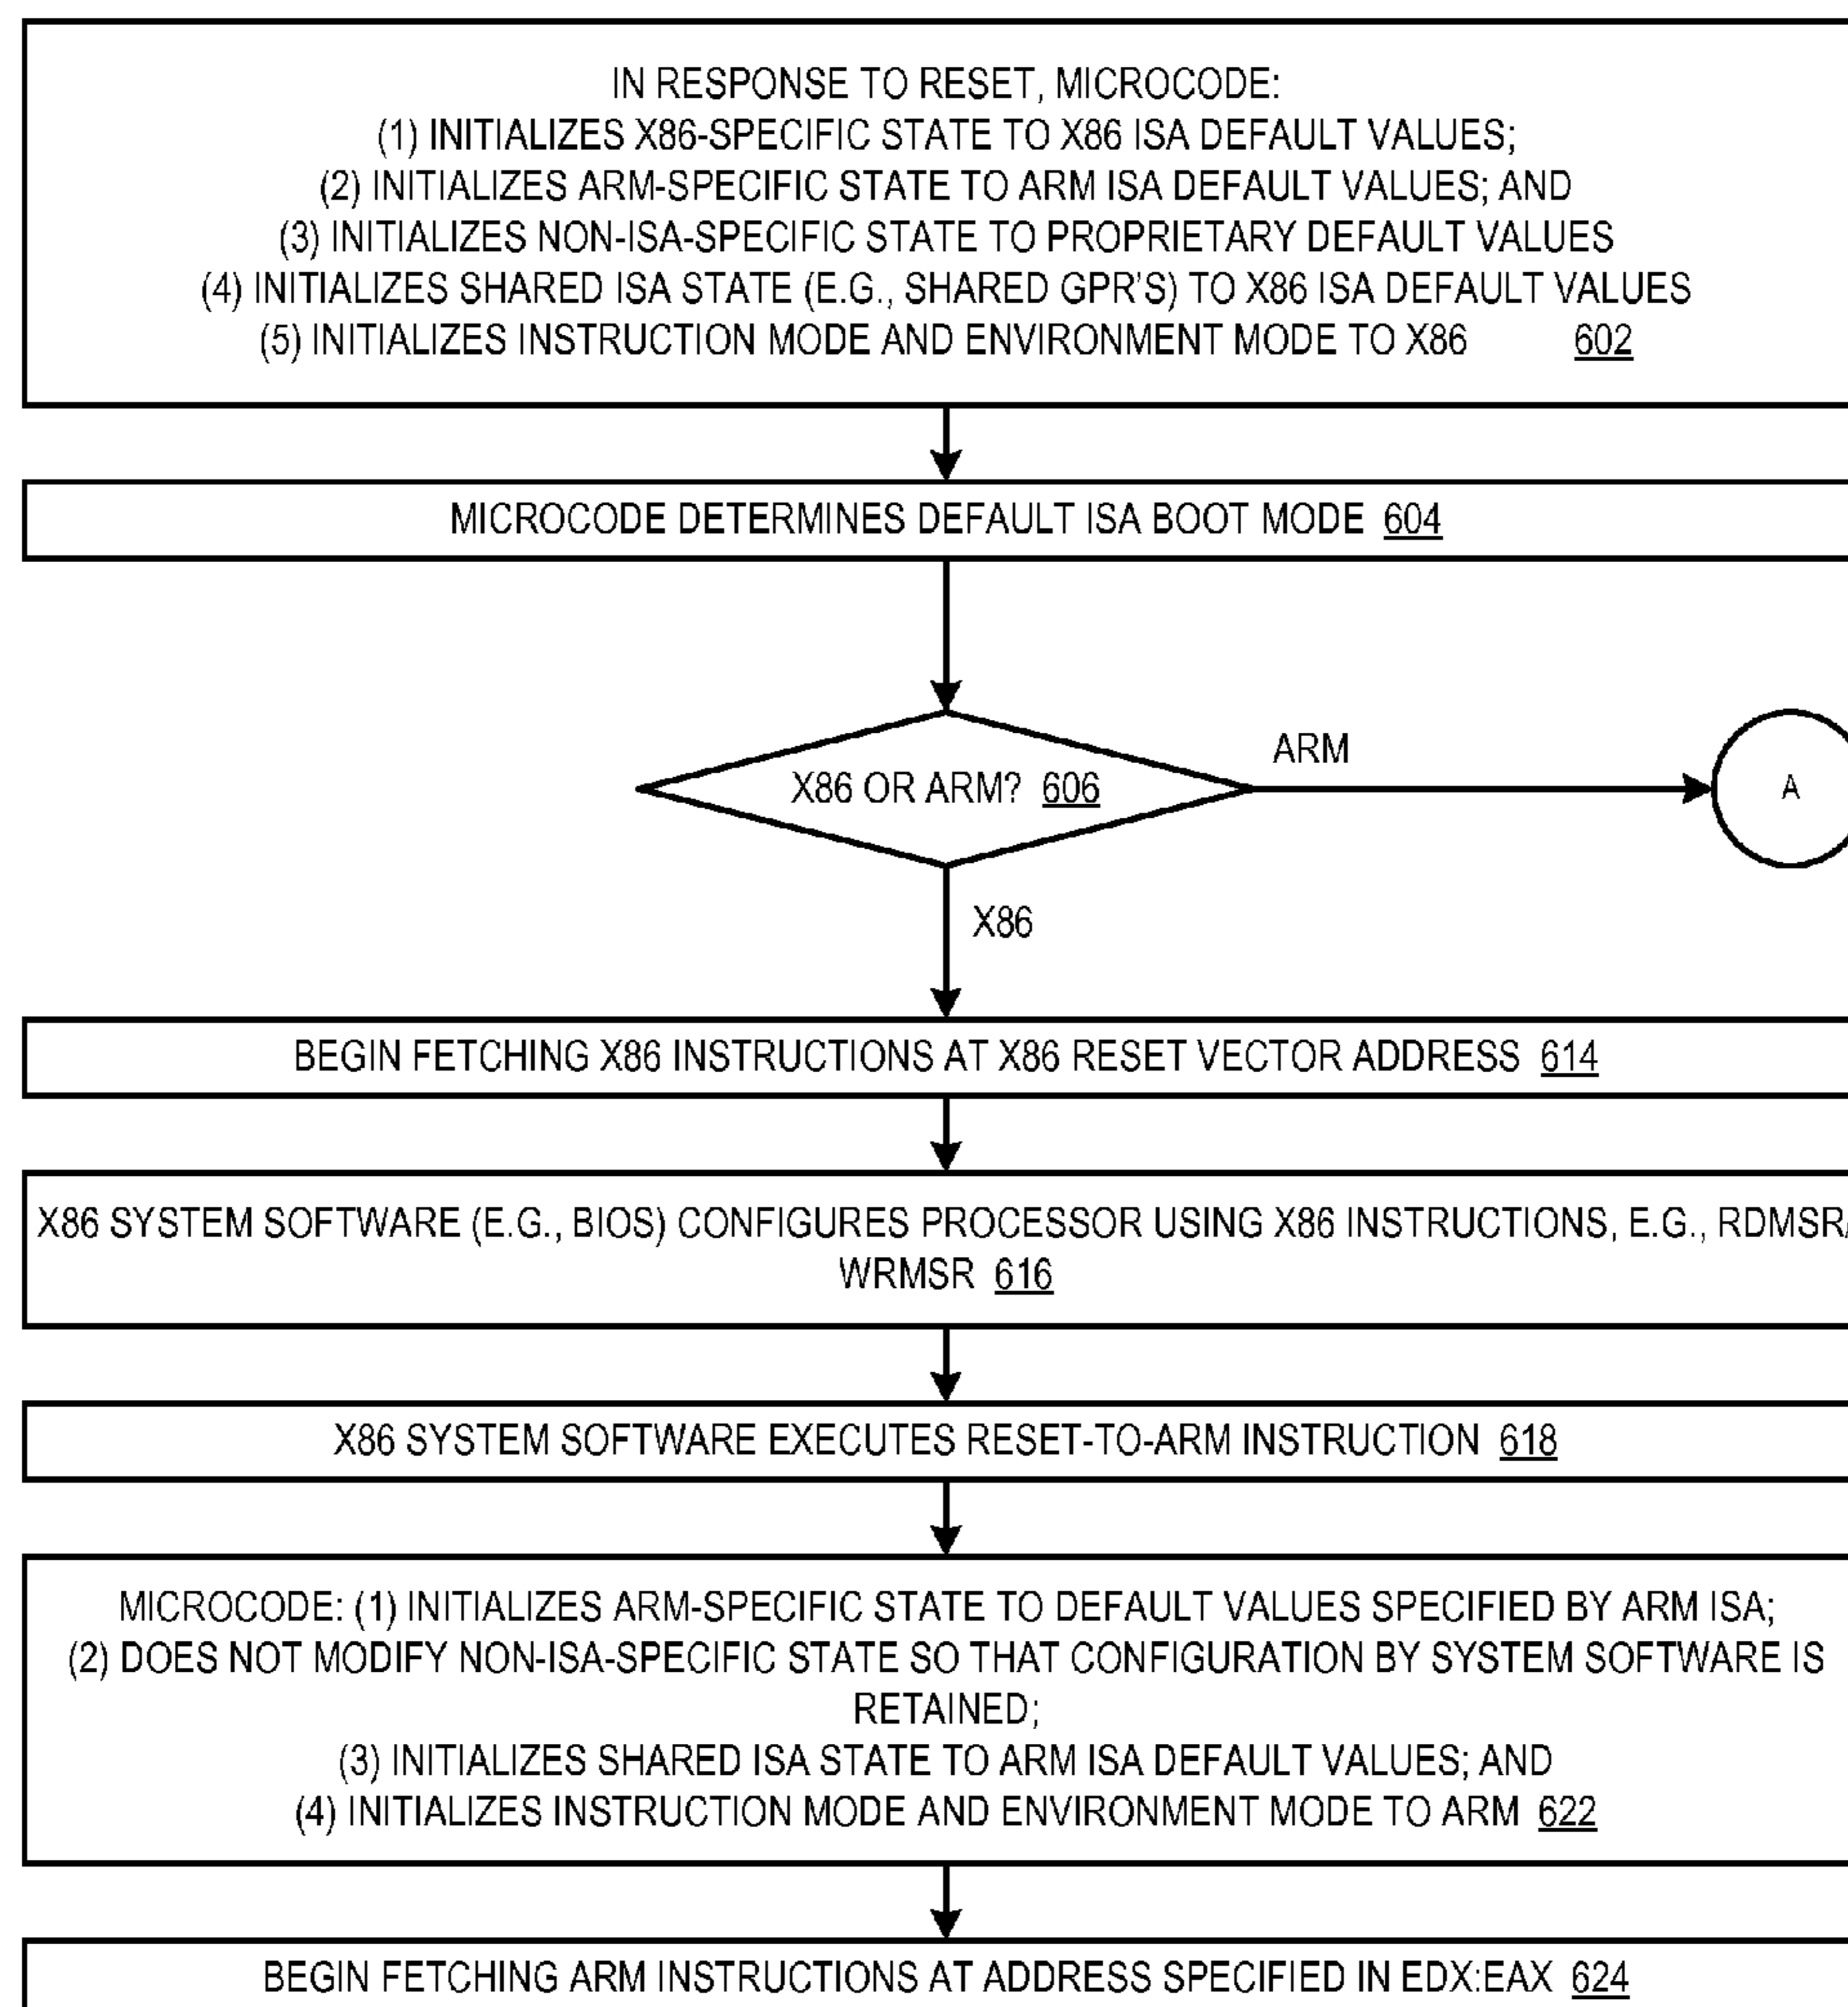 IN RESPONSE TO RESET, MICROCODE:
(1) INITIALIZES X86-SPECIFIC STATE TO X86 ISA DEFAULT VALUES;
(2) INITIALIZES ARM-SPECIFIC STATE TO ARM ISA DEFAULT VALUES; AND
(3) INITIALIZES NON-ISA-SPECIFIC STATE TO PROPRIETARY DEFAULT VALUES
(4) INITIALIZES SHARED ISA STATE (E.G., SHARED GPR'S) TO X86 ISA DEFAULT VALUES
(5) INITIALIZES INSTRUCTION MODE AND ENVIRONMENT MODE TO X86 602
MICROCODE DETERMINES DEFAULT ISA BOOT MODE 604
ARM
X86 OR ARM? 606
A
X86
BEGIN FETCHING X86 INSTRUCTIONS AT X86 RESET VECTOR ADDRESS 614
X86 SYSTEM SOFTWARE (E.G., BIOS) CONFIGURES PROCESSOR USING X86 INSTRUCTIONS, E.G., RDMSR/
WRMSR 616
X86 SYSTEM SOFTWARE EXECUTES RESET-TO-ARM INSTRUCTION 618
MICROCODE: (1) INITIALIZES ARM-SPECIFIC STATE TO DEFAULT VALUES SPECIFIED BY ARM ISA;
(2) DOES NOT MODIFY NON-ISA-SPECIFIC STATE SO THAT CONFIGURATION BY SYSTEM SOFTWARE IS
RETAINED;
(3) INITIALIZES SHARED ISA STATE TO ARM ISA DEFAULT VALUES; AND
(4) INITIALIZES INSTRUCTION MODE AND ENVIRONMENT MODE TO ARM 622
BEGIN FETCHING ARM INSTRUCTIONS AT ADDRESS SPECIFIED IN EDX:EAX 624